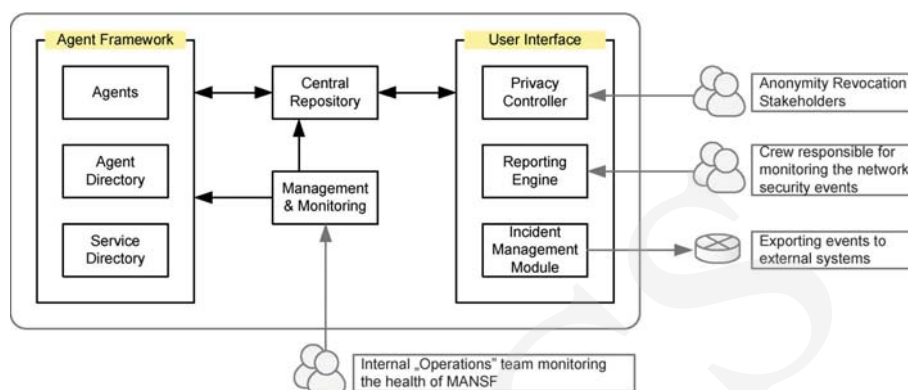 Agent Framework
Agents
Agent
Directory
Service
Directory
Central
Repository
Management
& Monitoring
User Interface
Privacy
Controller
Reporting
Engine
Incident
Management
Module
Anonymity Revocation
Stakeholders
Crew responsible for
monitoring the network
security events
Exporting events to
external systems
Internal „Operations" team monitoring
the health of MANSF
CS